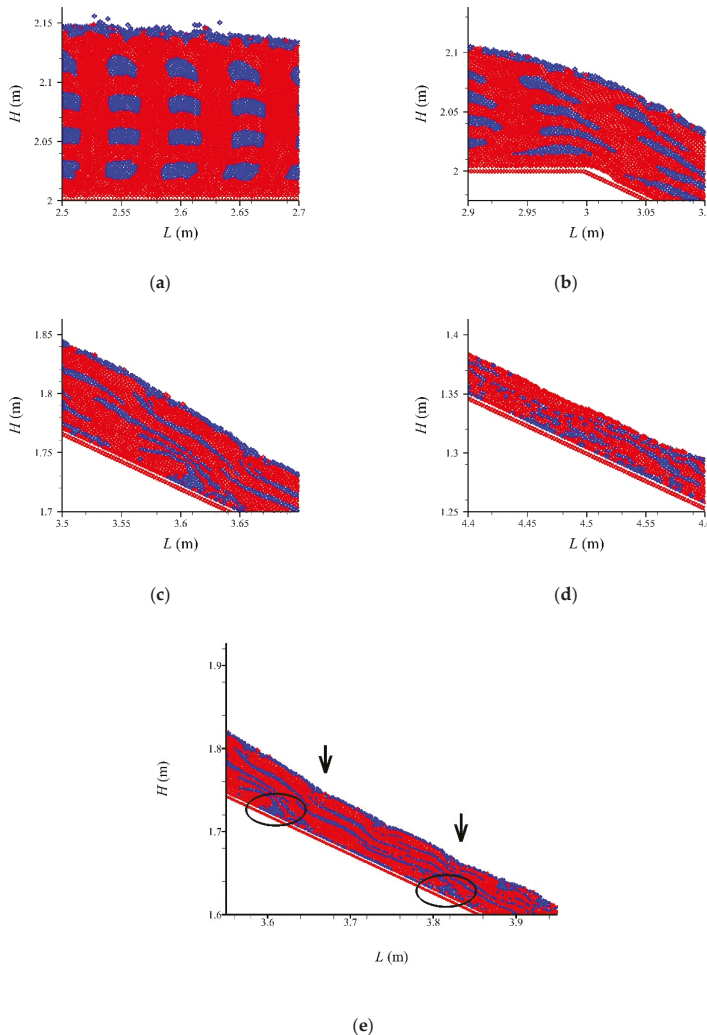 2.15
2.1
2.05
2
H (m)
2.5 2.55 2.6 2.65 2.7
L (m)
(a)
2.1
2.05
2
H (m)
2.9 2.95 3 3.05 3.
L (m)
(b)
1.85
1.8
1.75
1.7
H (m)
3.5 3.55 3.6 3.65
L (m)
(c)
1.4
1.35
1.3
1.25
H (m)
4.4 4.45 4.5 4.55 4.6
L (m)
(d)
1.9
1.8
1.7
1.6
H (m)
3.6 3.7 3.8 3.9
L (m)
(e)